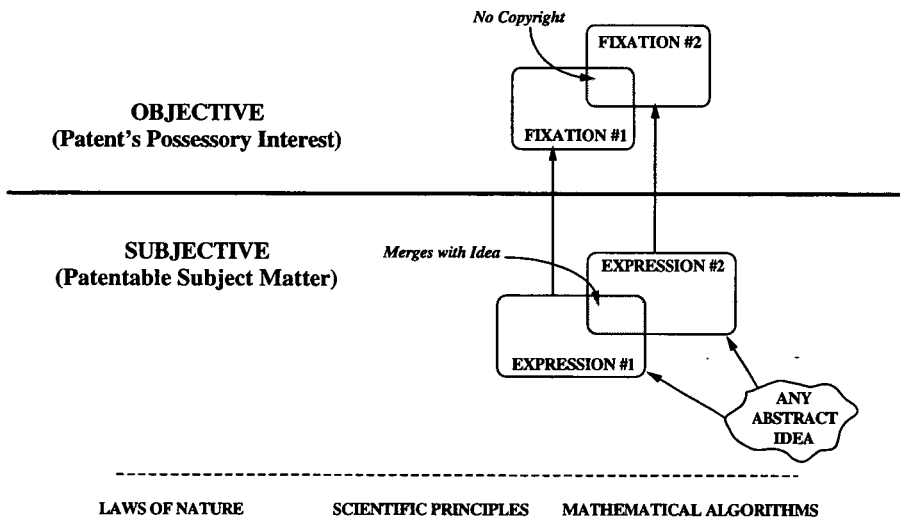 No Copyright
FIXATION #2
OBJECTIVE
(Patent's Possessory Interest)
FIXATION #1
SUBJECTIVE
(Patentable Subject Matter)
Merges with Idea
EXPRESSION #2
EXPRESSION #1
ANY
ABSTRACT
IDEA
LAWS OF NATURE
SCIENTIFIC PRINCIPLES
MATHEMATICAL ALGORITHMS